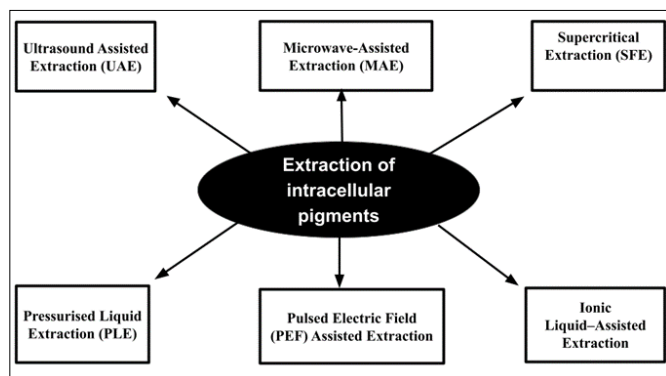 Ultrasound Assisted
Extraction (UAE)
Microwave-Assisted
Extraction (MAE)
Supercritical
Extraction (SFE)
Extraction of
intracellular
pigments
Pressurised Liquid
Extraction (PLE)
Pulsed Electric Field
(PEF) Assisted Extraction
Ionic
Liquid–Assisted
Extraction